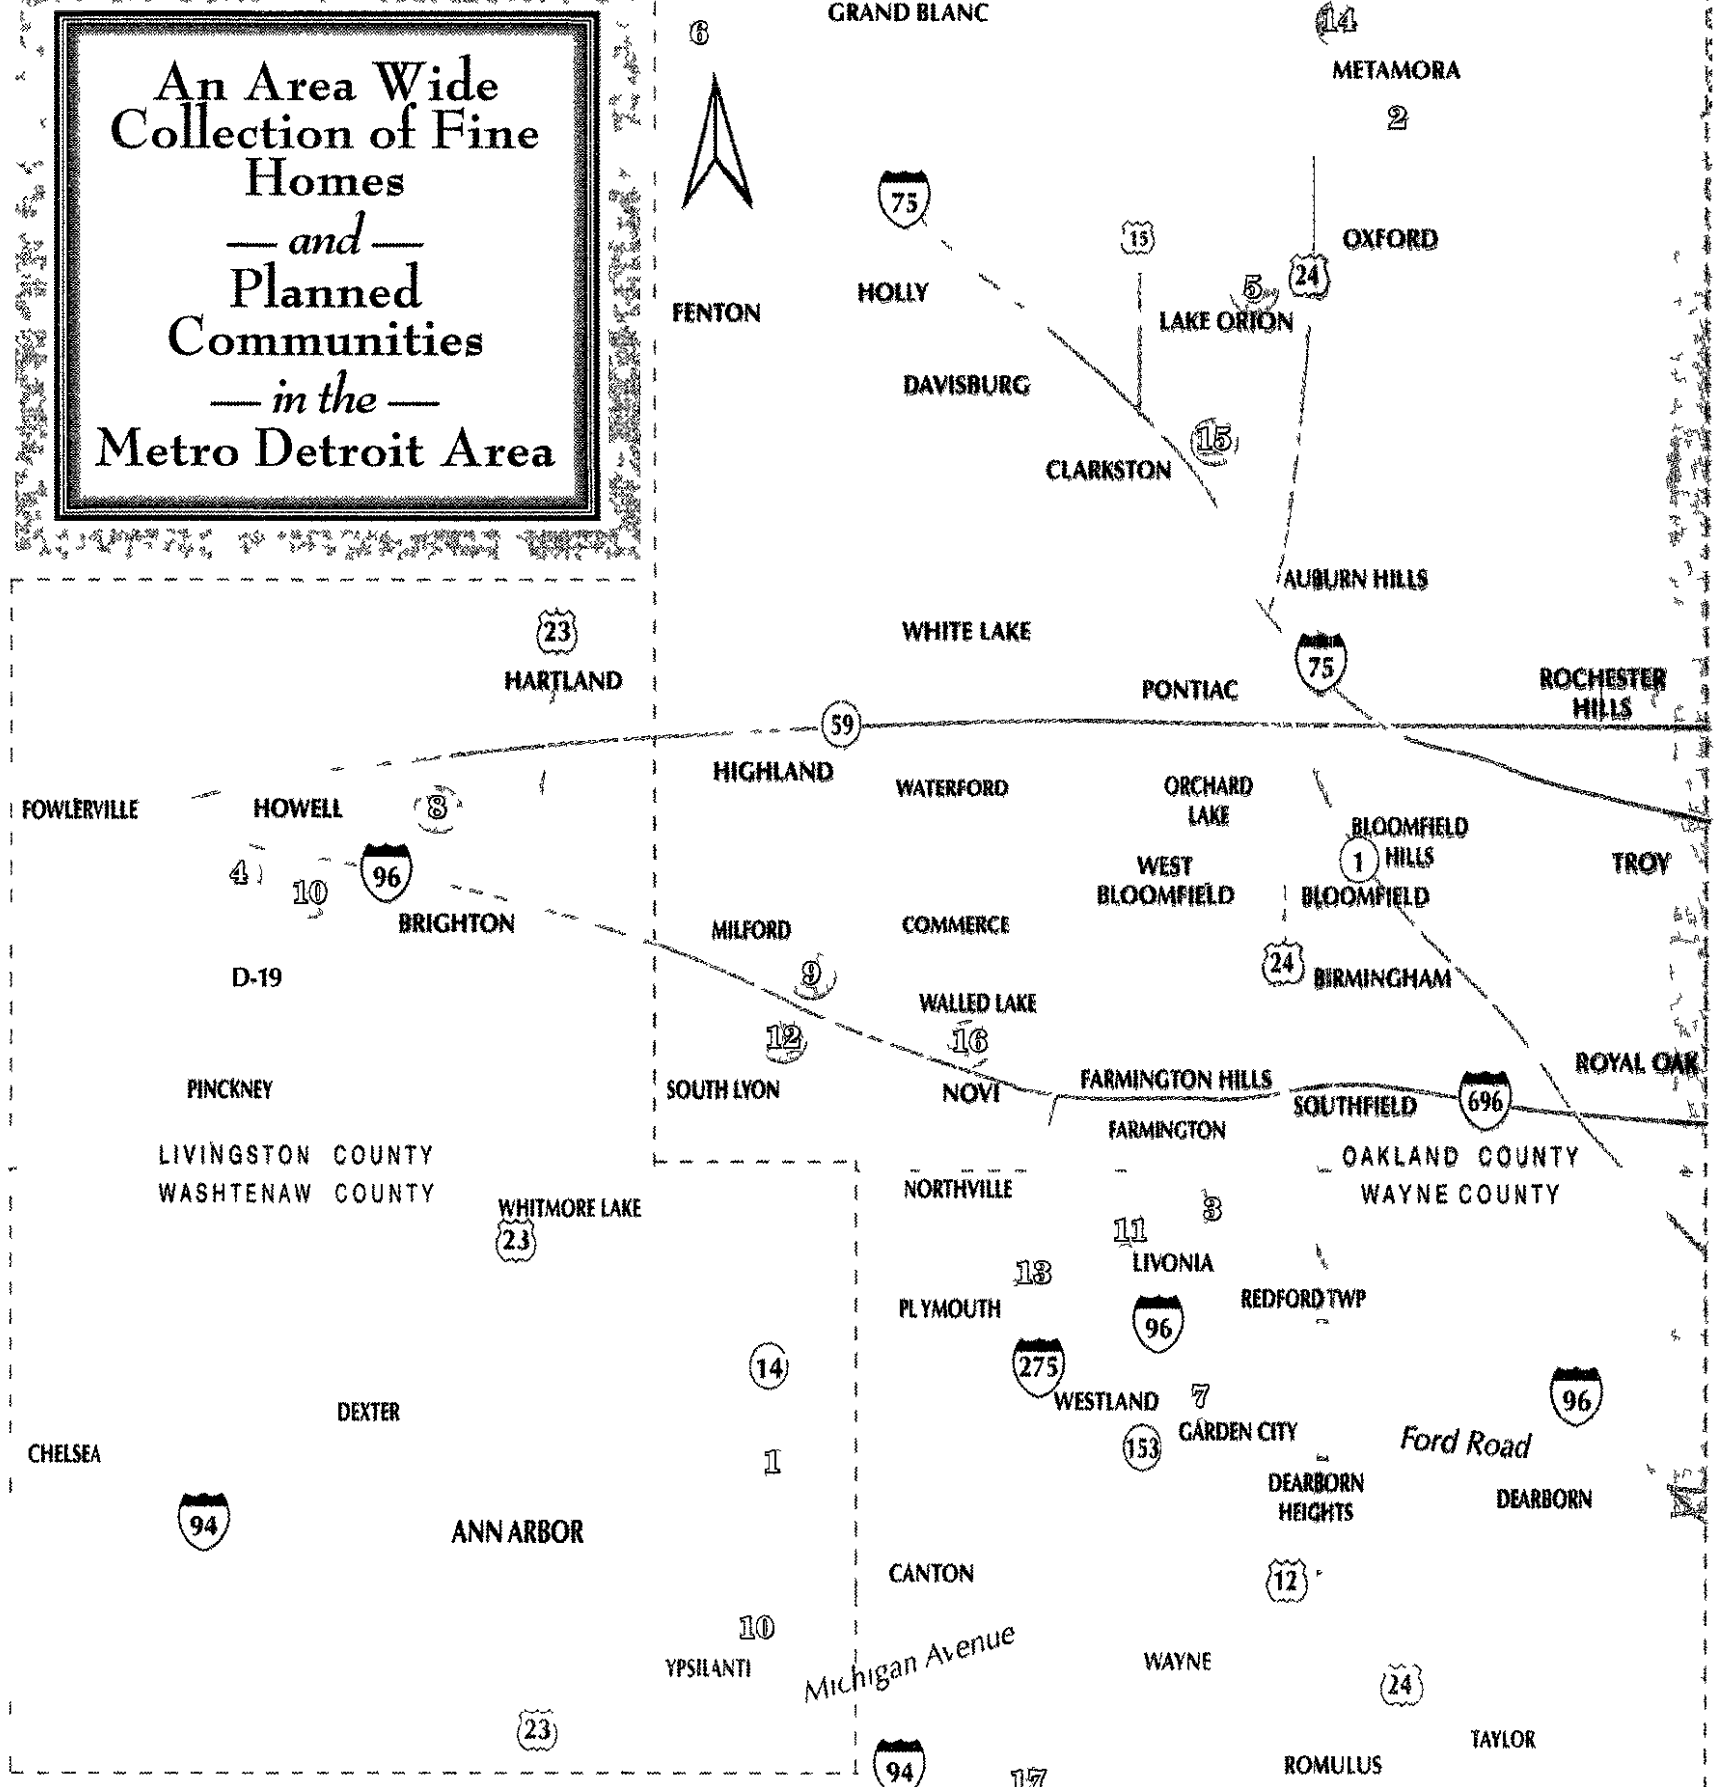 An Area Wide
Collection of Fine
Homes
— and —
Planned
Communities
— in the —
Metro Detroit Area
GRAND BLANC
14
6
METAMORA
2
75
15
OXFORD
24
5
HOLLY
FENTON
LAKE ORION
DAVISBURG
15
CLARKSTON
AUBURN HILLS
23
WHITE LAKE
75
HARTLAND
PONTIAC
ROCHESTER
HILLS
59
HIGHLAND
WATERFORD
ORCHARD
LAKE
FOWLERVILLE
HOWELL
8
BLOOMFIELD
HILLS
1
TROY
4
10
96
WEST
BLOOMFIELD
BLOOMFIELD
BRIGHTON
MILFORD
COMMERCE
D-19
9
24
BIRMINGHAM
WALLED LAKE
12
16
ROYAL OAK
PINCKNEY
SOUTH LYON
NOVI
FARMINGTON HILLS
SOUTHFIELD
696
FARMINGTON
LIVINGSTON COUNTY
WASHTENAW COUNTY
OAKLAND COUNTY
WAYNE COUNTY
NORTHVILLE
WHITMORE LAKE
23
3
11
LIVONIA
13
PLYMOUTH
REDFORD TWP
96
275
14
WESTLAND
7
96
DEXTER
153
GARDEN CITY
Ford Road
CHELSEA
1
DEARBORN
HEIGHTS
DEARBORN
94
ANN ARBOR
CANTON
12
10
YPSILANTI
Michigan Avenue
WAYNE
24
23
TAYLOR
94
17
ROMULUS